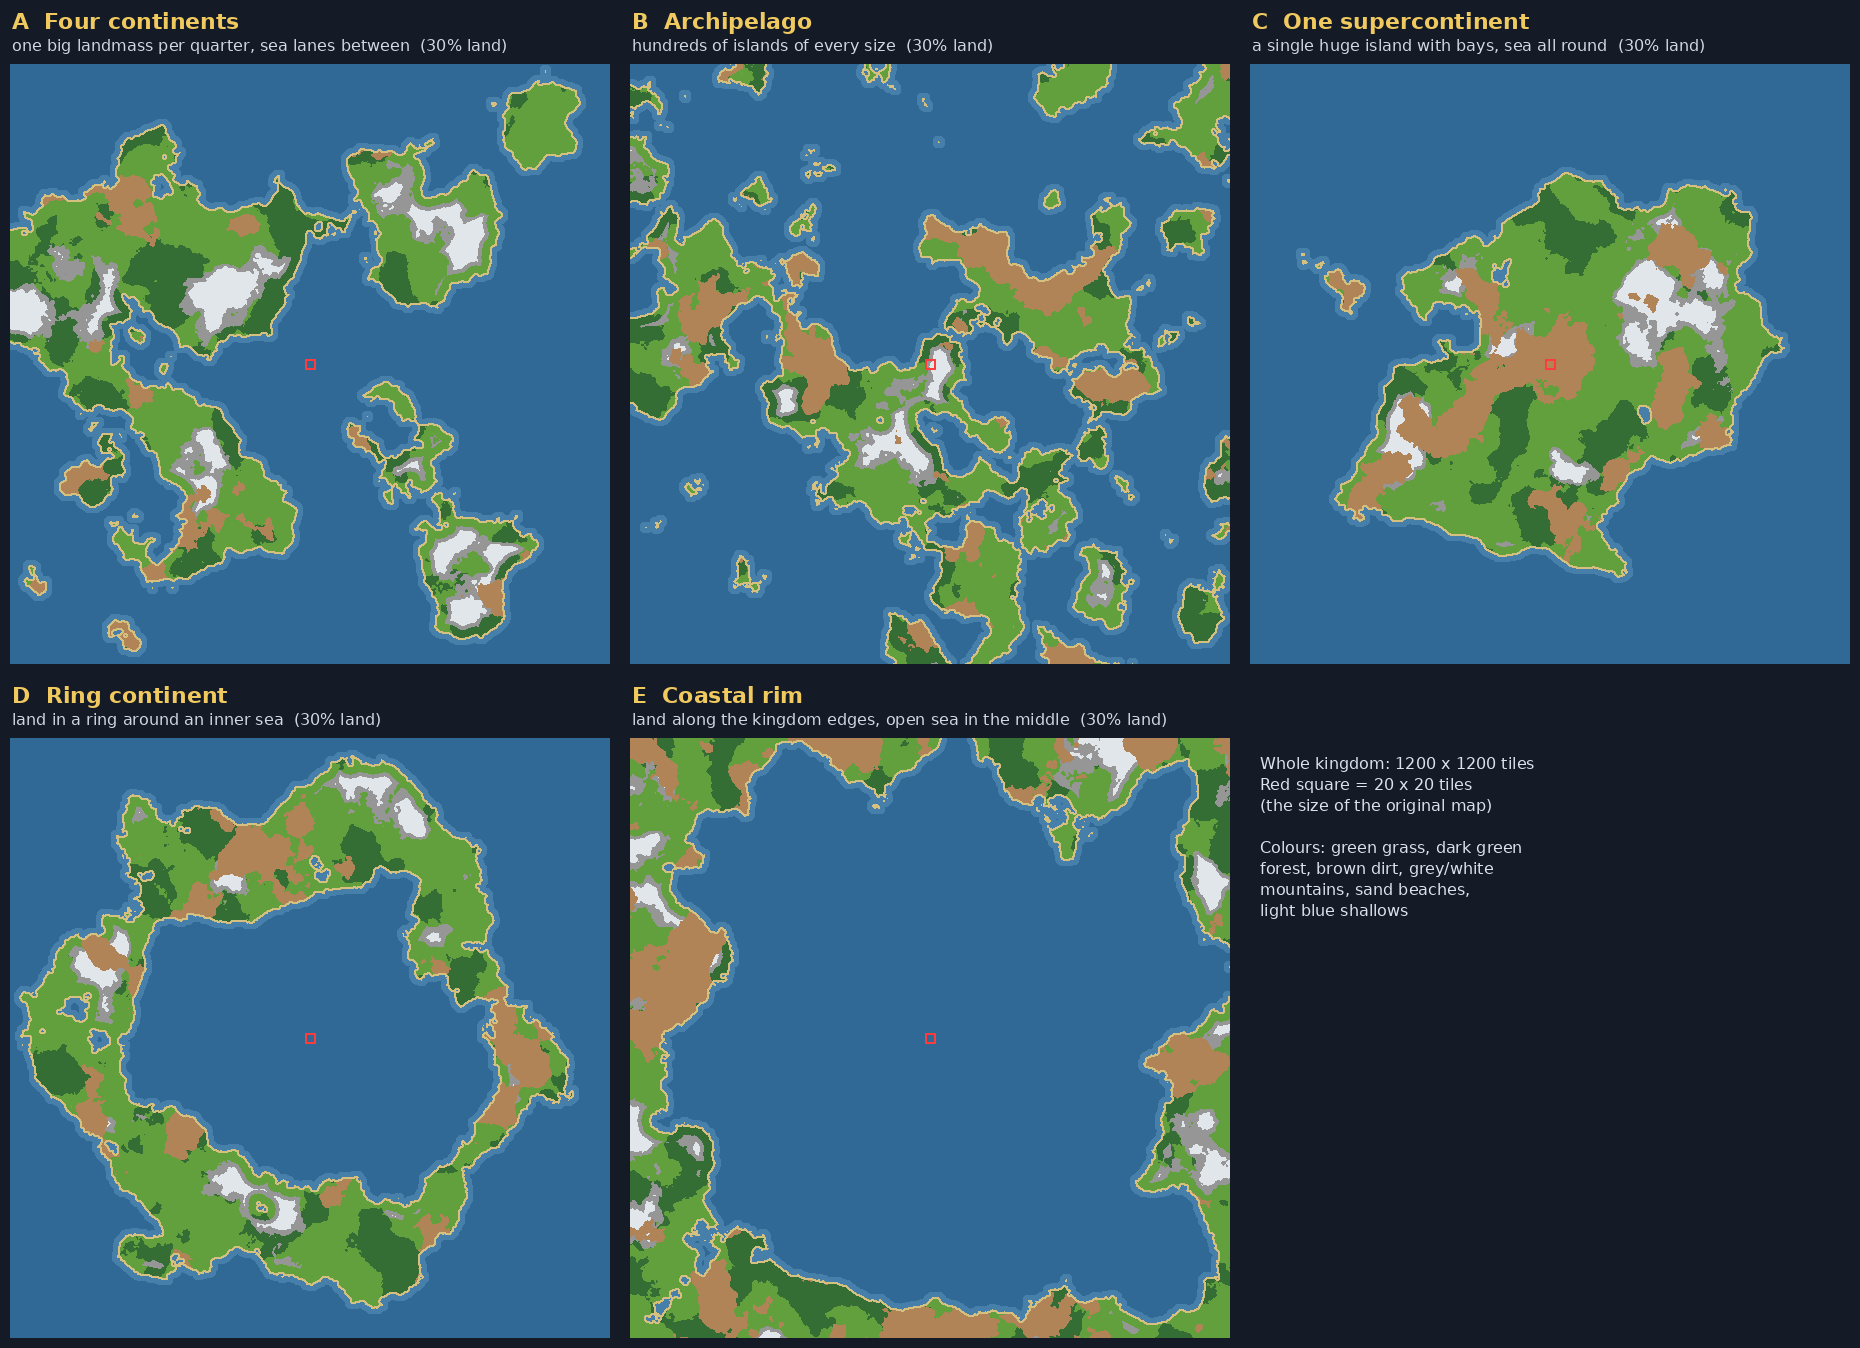 A Four continents
one big landmass per quarter, sea lanes between (30% land)
B Archipelago
hundreds of islands of every size (30% land)
C One supercontinent
a single huge island with bays, sea all round (30% land)
D Ring continent
land in a ring around an inner sea (30% land)
E Coastal rim
land along the kingdom edges, open sea in the middle (30% land)
Whole kingdom: 1200 x 1200 tiles
Red square = 20 x 20 tiles
(the size of the original map)
Colours: green grass, dark green
forest, brown dirt, grey/white
mountains, sand beaches,
light blue shallows